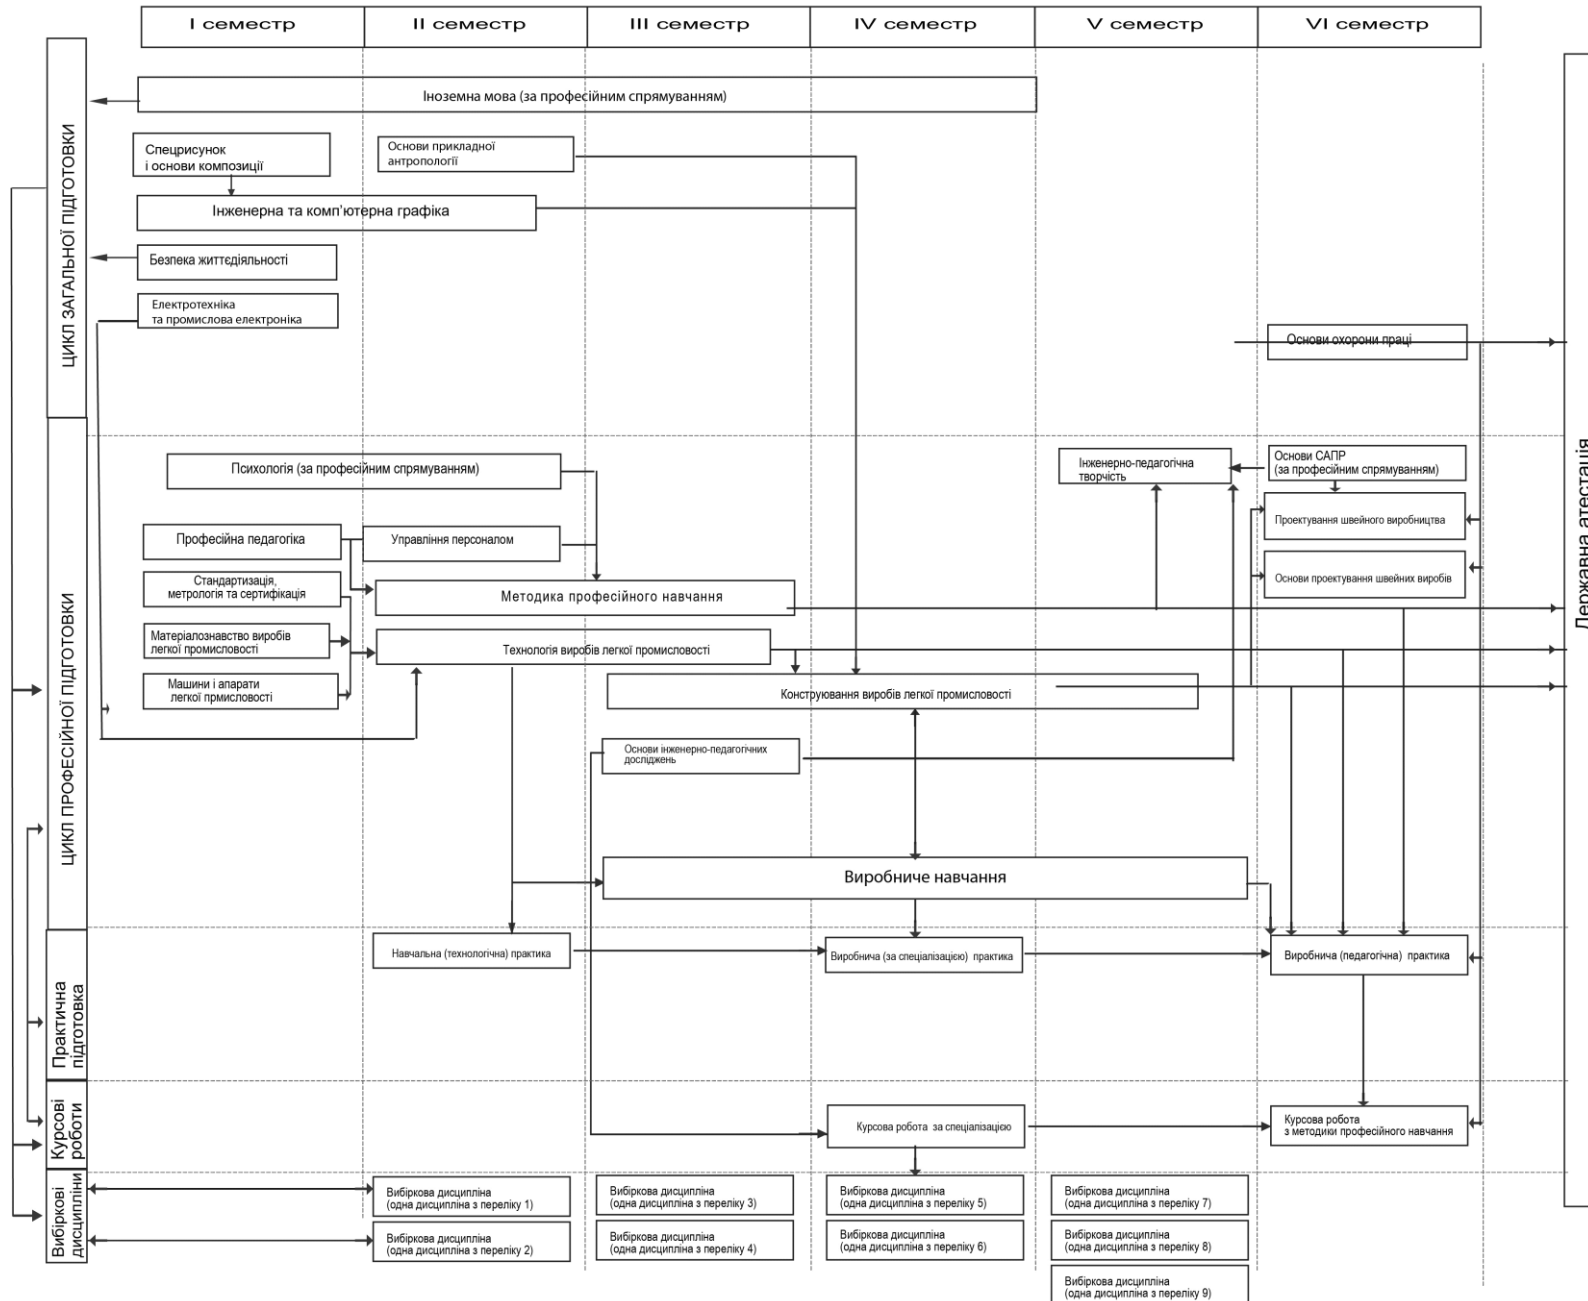 I семестр
II семестр
III семестр
IV семестр
V семестр
VI семестр
ЦИКЛ ЗАГАЛЬНОЇ ПІДГОТОВКИ
Іноземна мова (за професійним спрямуванням)
Спецрисунок
і основи композиції
Основи прикладної
антропології
Інженерна та комп'ютерна графіка
Безпека життєдіяльності
Електротехніка
та промислова електроніка
Основи охорони праці
Державна атестація
ЦИКЛ ПРОФЕСІЙНОЇ ПІДГОТОВКИ
Психологія (за професійним спрямуванням)
Інженерно-педагогічна
творчість
Основи САПР
(за професійним спрямуванням)
Проектування швейного виробництва
Професійна педагогіка
Управління персоналом
Основи проектування швейних виробів
Стандартизація,
метрологія та сертифікація
Методика професійного навчання
Матеріалознавство виробів
легкої промисловості
Технологія виробів легкої промисловості
Машини і апарати
легкої прмисловості
Конструювання виробів легкої промисловості
Основи інженерно-педагогічних
досліджень
Виробниче навчання
Практична
підготовка
Навчальна (технологічна) практика
Виробнича (за спеціалізацією) практика
Виробнича (педагогічна) практика
Курсові
роботи
Курсова робота за спеціалізацією
Курсова робота
з методики професійного навчання
Вибіркові
дисципліни
Вибіркова дисципліна
(одна дисципліна з переліку 1)
Вибіркова дисципліна
(одна дисципліна з переліку 3)
Вибіркова дисципліна
(одна дисципліна з переліку 5)
Вибіркова дисципліна
(одна дисципліна з переліку 7)
Вибіркова дисципліна
(одна дисципліна з переліку 2)
Вибіркова дисципліна
(одна дисципліна з переліку 4)
Вибіркова дисципліна
(одна дисципліна з переліку 6)
Вибіркова дисципліна
(одна дисципліна з переліку 8)
Вибіркова дисципліна
(одна дисципліна з переліку 9)